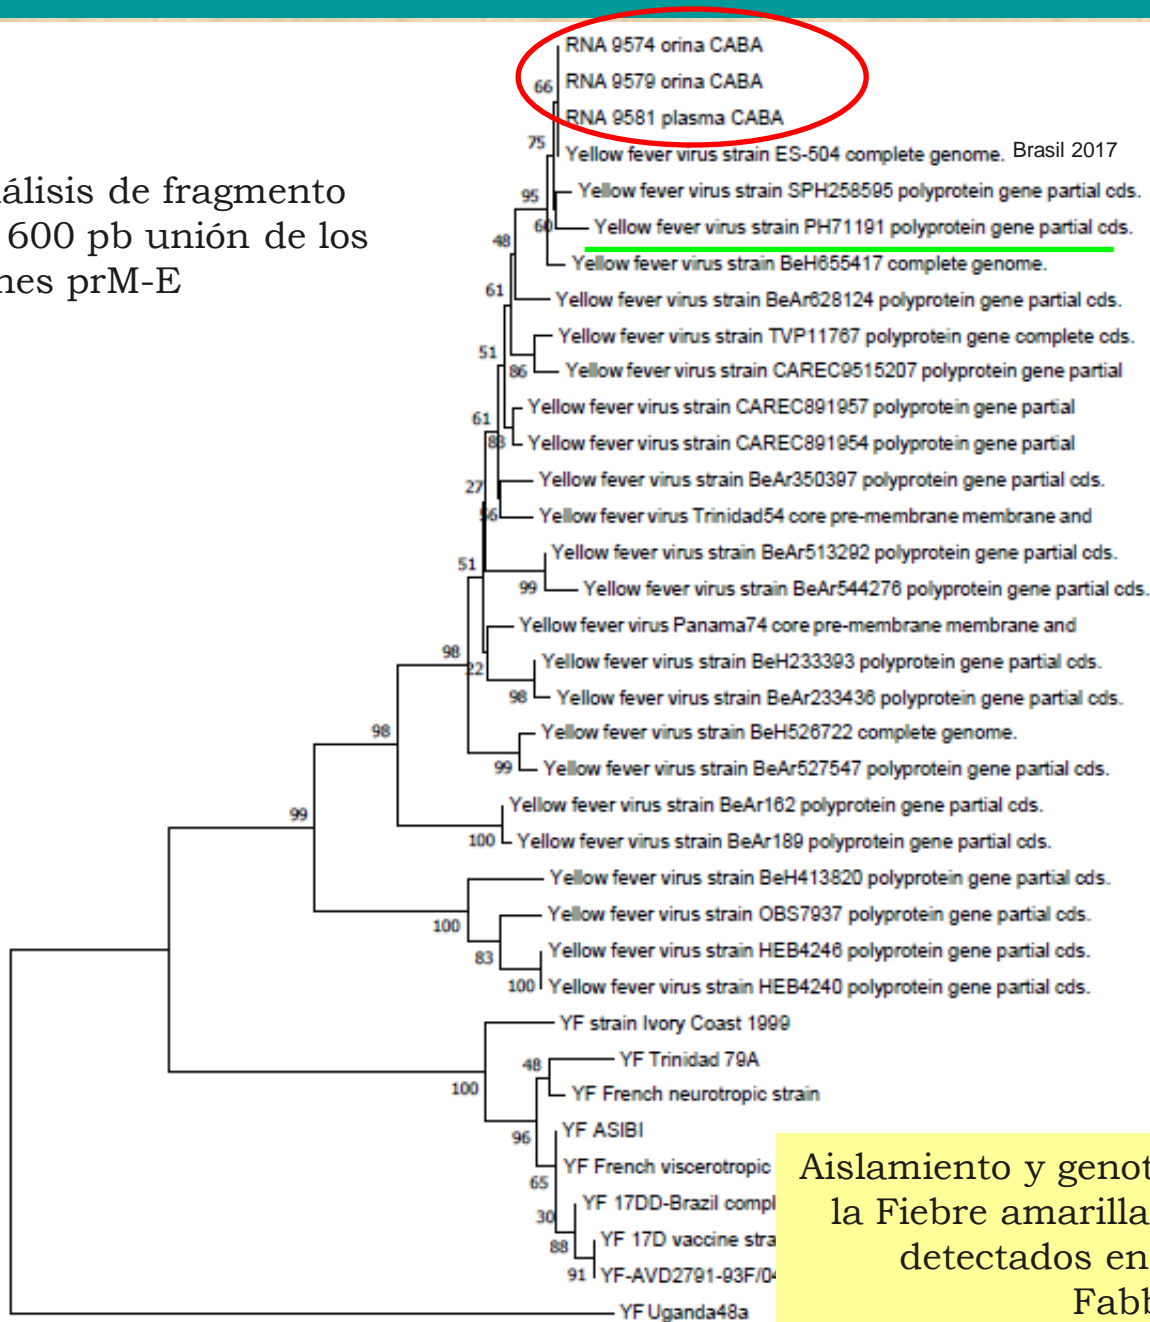 RNA 9574 orina CABA
RNA 9579 orina CABA
66
RNA 9581 plasma CABA
75
Yellow fever virus strain ES-504 complete genome. Brasil 2017
álisis de fragmento
600 pb unión de los
nes prM-E
Yellow fever virus strain SPH258595 polyprotein gene partial cds.
95
60
Yellow fever virus strain PH71191 polyprotein gene partial cds.
48
Yellow fever virus strain BeH655417 complete genome.
61
Yellow fever virus strain BeAr628124 polyprotein gene partial cds.
Yellow fever virus strain TVP11767 polyprotein gene complete cds.
51
86
Yellow fever virus strain CAREC9515207 polyprotein gene partial
Yellow fever virus strain CAREC891957 polyprotein gene partial
61
83
Yellow fever virus strain CAREC891954 polyprotein gene partial
Yellow fever virus strain BeAr350397 polyprotein gene partial cds.
27
56
Yellow fever virus Trinidad54 core pre-membrane membrane and
Yellow fever virus strain BeAr513292 polyprotein gene partial cds.
51
99
Yellow fever virus strain BeAr544276 polyprotein gene partial cds.
Yellow fever virus Panama74 core pre-membrane membrane and
98
22
Yellow fever virus strain BeH233393 polyprotein gene partial cds.
98
Yellow fever virus strain BeAr233436 polyprotein gene partial cds.
98
Yellow fever virus strain BeH526722 complete genome.
99
Yellow fever virus strain BeAr527547 polyprotein gene partial cds.
99
Yellow fever virus strain BeAr162 polyprotein gene partial cds.
100
Yellow fever virus strain BeAr189 polyprotein gene partial cds.
Yellow fever virus strain BeH413820 polyprotein gene partial cds.
100
Yellow fever virus strain OBS7937 polyprotein gene partial cds.
83
Yellow fever virus strain HEB4246 polyprotein gene partial cds.
100
Yellow fever virus strain HEB4240 polyprotein gene partial cds.
YF strain Ivory Coast 1999
48
YF Trinidad 79A
100
YF French neurotropic strain
96
YF ASIBI
YF French viscerotropic
65
YF 17DD-Brazil compl
30
88
YF 17D vaccine stra
91
YF-AVD2791-93F/04
YF Uganda48a
Aislamiento y genot
la Fiebre amarilla
detectados en
Fabb